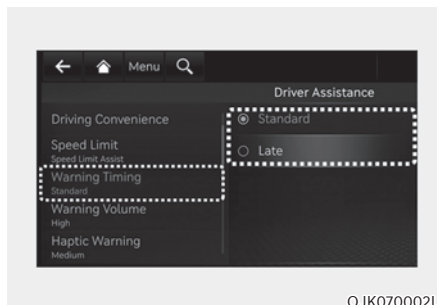 Menu
Driver Assistance
Driving Convenience
Speed Limit
Speed Limit Assist
Warning Timing
Standard
Warning Volume
High
Haptic Warning
Medium
Standard
Late
OJK070002L